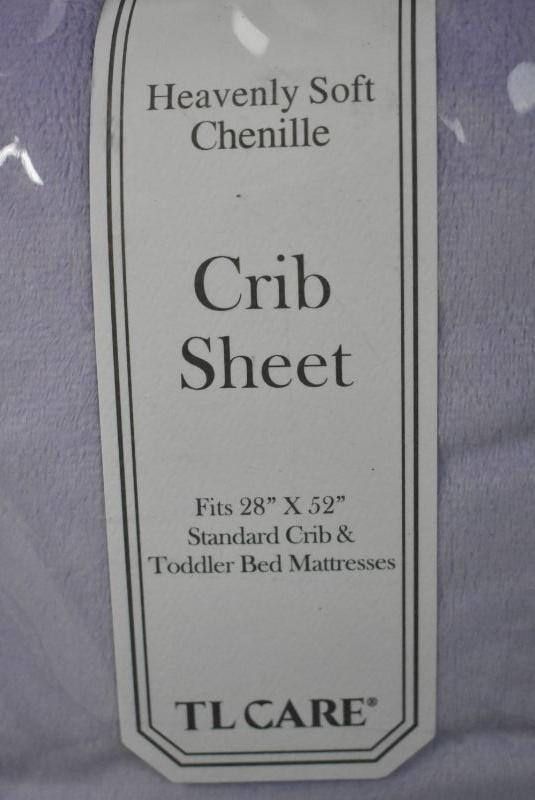 Heavenly Soft
Chenille
Crib
Sheet
Fits 28” X 52”
Standard Crib &
Toddler Bed Mattresses
TL CARE®